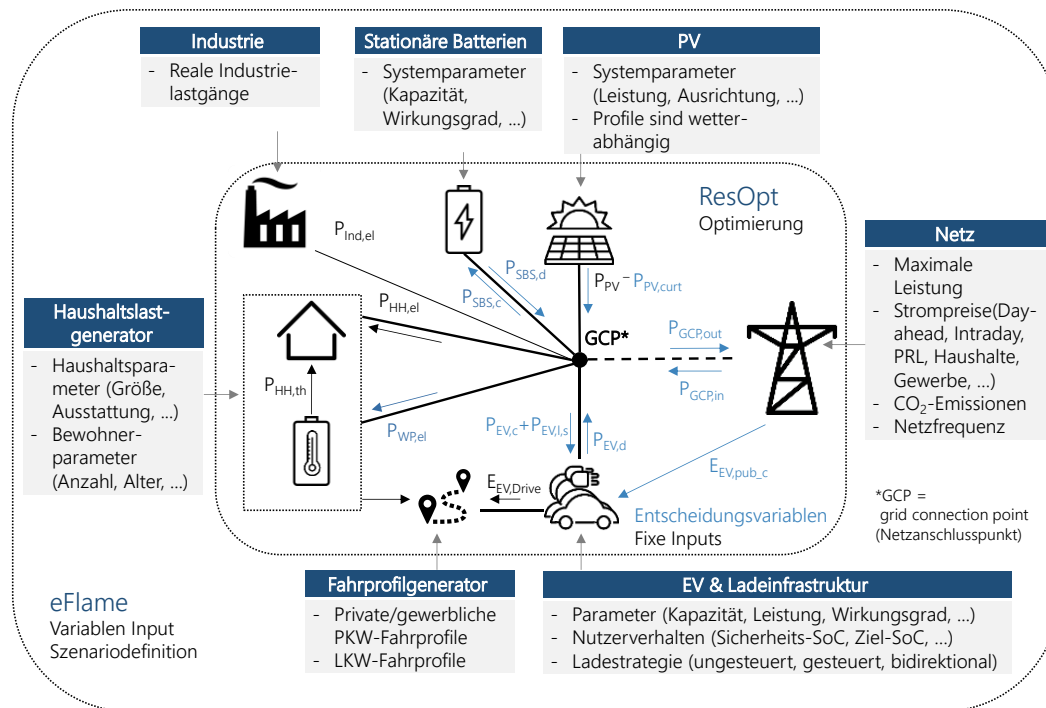 Industrie
- Reale Industrie-
lastgänge
Stationäre Batterien
- Systemparameter
(Kapazität,
Wirkungsgrad, ...)
PV
- Systemparameter
(Leistung, Ausrichtung, ...)
- Profile sind wetter-
abhängig
ResOpt
Optimierung
P_Ind,el
P_SBS,d
P_SBS,c
P_PV - P_PV,curt
P_HH,el
GCP*
P_GCP,out
P_GCP,in
P_HH,th
P_WP,el
P_EV,c + P_EV,l,s
P_EV,d
E_EV,pub_c
E_EV,Drive
Entscheidungsvariablen
Fixe Inputs
Netz
- Maximale
Leistung
- Strompreise(Day-
ahead, Intraday,
PRL, Haushalte,
Gewerbe, ...)
- CO₂-Emissionen
- Netzfrequenz
Haushaltslast-
generator
- Haushaltspara-
meter (Größe,
Ausstattung, ...)
- Bewohner-
parameter
(Anzahl, Alter, ...)
*GCP =
grid connection point
(Netzanschlusspunkt)
eFlame
Variablen Input
Szenariodefinition
Fahrprofilgenerator
- Private/gewerbliche
PKW-Fahrprofile
- LKW-Fahrprofile
EV & Ladeinfrastruktur
- Parameter (Kapazität, Leistung, Wirkungsgrad, ...)
- Nutzerverhalten (Sicherheits-SoC, Ziel-SoC, ...)
- Ladestrategie (ungesteuert, gesteuert, bidirektional)